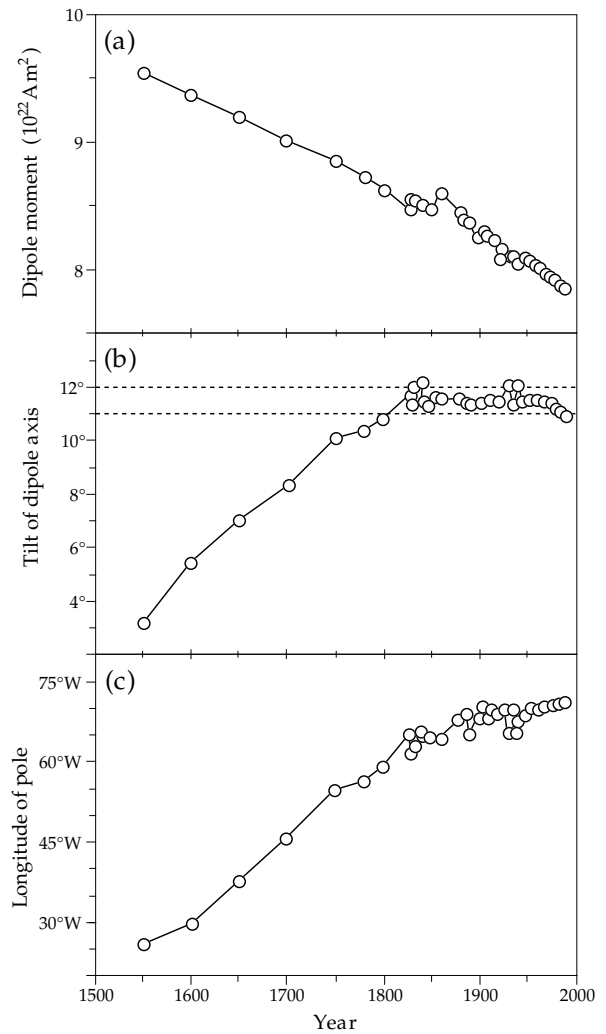 (a)
Dipole moment (10²² A m²)
10
9
8
(b)
Tilt of dipole axis
12°
10°
8°
6°
4°
(c)
Longitude of pole
75°W
60°W
45°W
30°W
1500 1600 1700 1800 1900 2000
Year